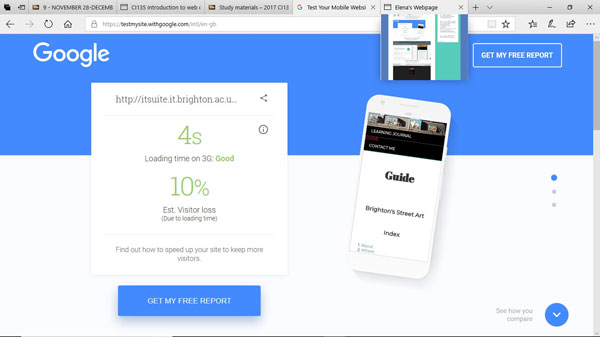 9 - NOVEMBER 28-DECEMB
CI135 Introduction to web c
Study materials – 2017 CI13
Test Your Mobile Websi
Elena's Webpage
https://testmysite.withgoogle.com/intl/en-gb
Google
GET MY FREE REPORT
http://itsuite.it.brighton.ac.u...
4s
Loading time on 3G: Good
10%
Est. Visitor loss
(Due to loading time)
Find out how to speed up your site to keep more
visitors.
GET MY FREE REPORT
LEARNING JOURNAL
GUIDE
CONTACT ME
Guide
Brighton's Street Art
Index
See how you
compare